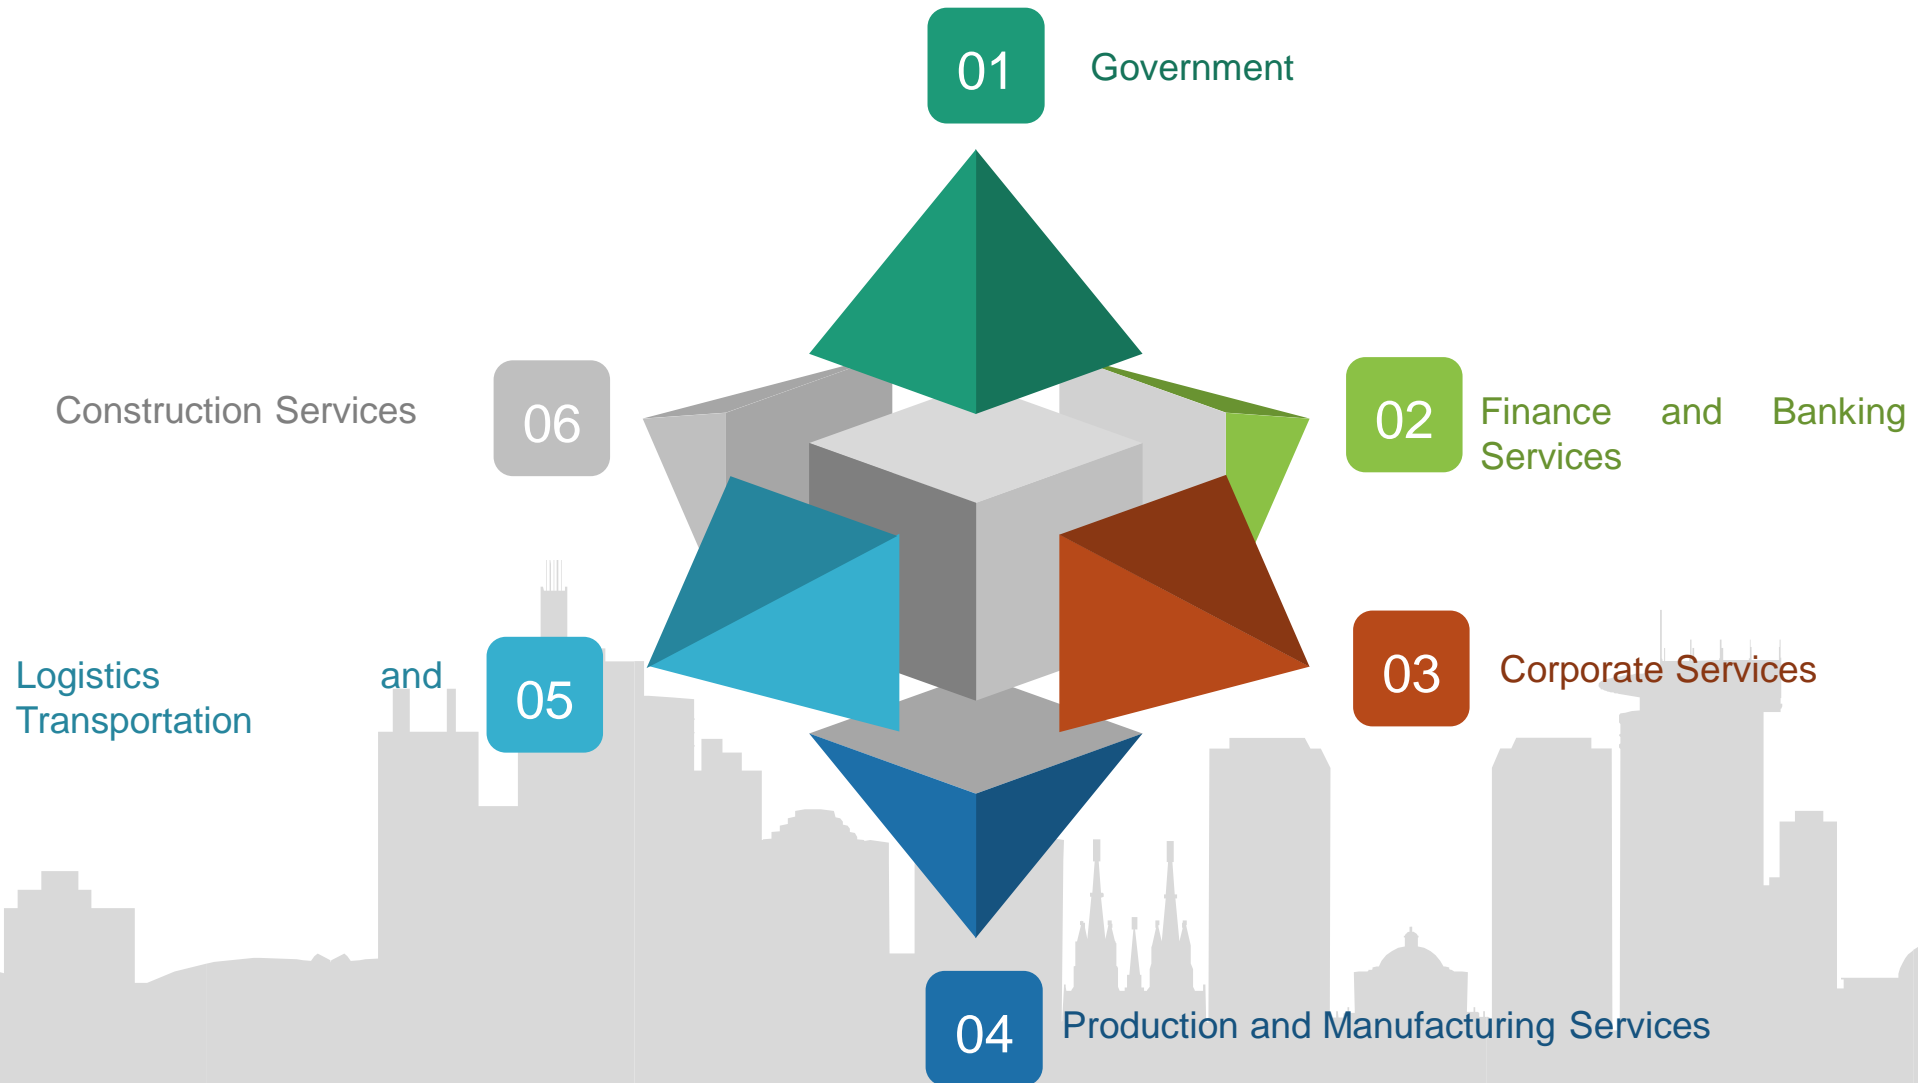 01
Government
02
Finance and Banking
Services
03
Corporate Services
04
Production and Manufacturing Services
05
Logistics and
Transportation
06
Construction Services